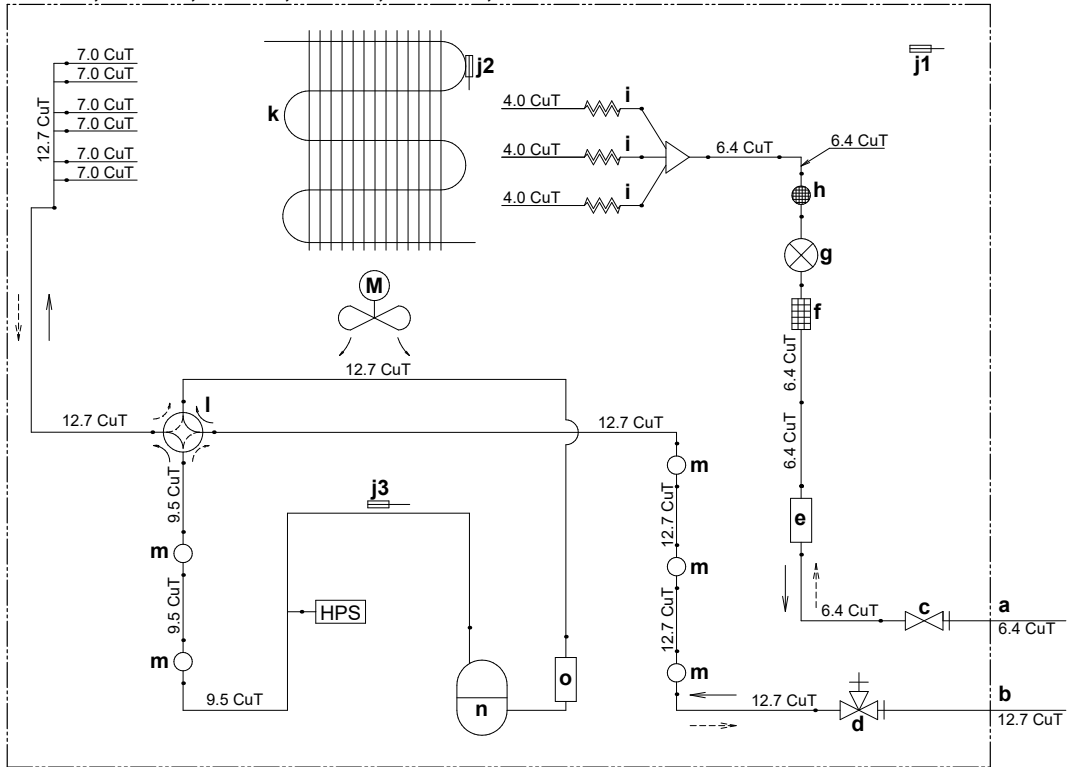 7.0 CuT
7.0 CuT
7.0 CuT
7.0 CuT
7.0 CuT
7.0 CuT
12.7 CuT
k
j2
j1
4.0 CuT
i
4.0 CuT
i
4.0 CuT
i
6.4 CuT
6.4 CuT
h
g
f
M
6.4 CuT
6.4 CuT
12.7 CuT
12.7 CuT
l
12.7 CuT
9.5 CuT
m
9.5 CuT
m
9.5 CuT
j3
HPS
n
o
m
12.7 CuT
m
12.7 CuT
m
12.7 CuT
d
e
6.4 CuT
c
a
6.4 CuT
b
12.7 CuT